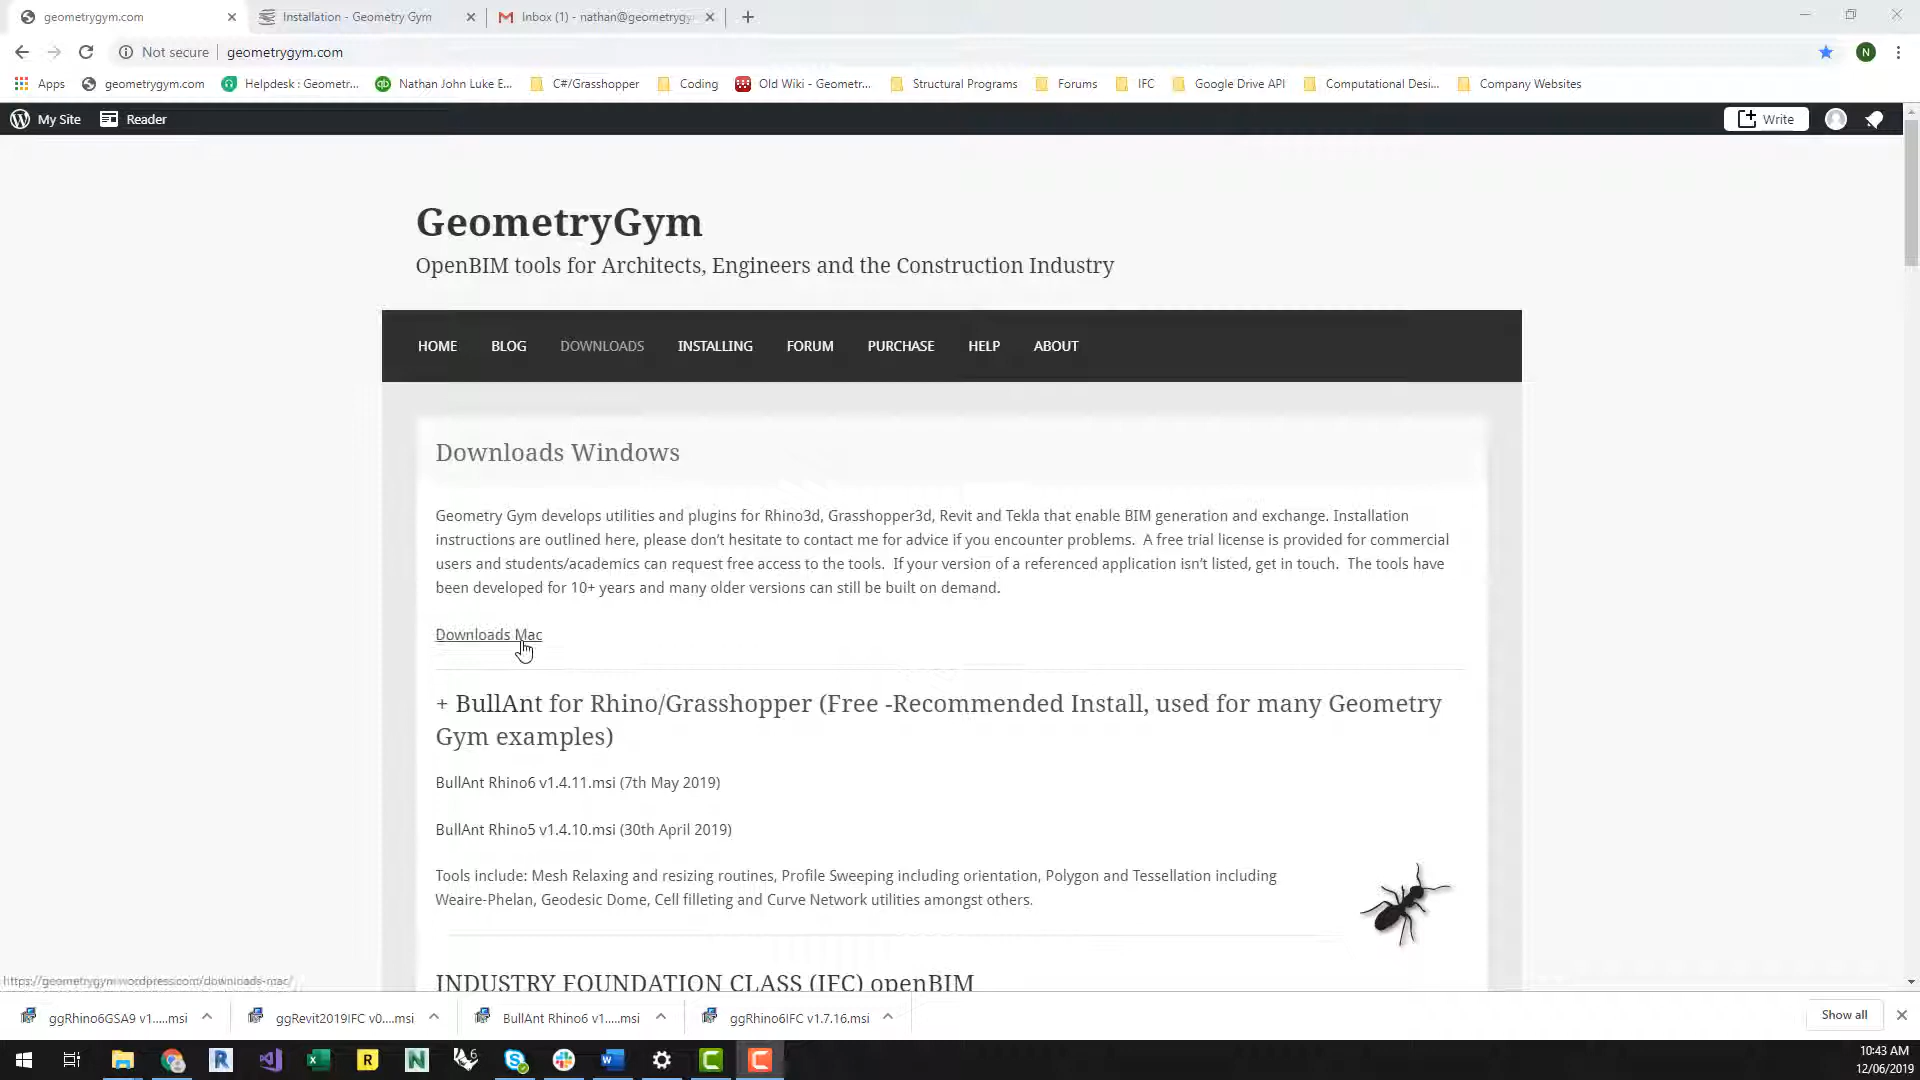 geometrygym.com
Installation - Geometry Gym
Inbox (1) - nathan@geometrygy
Not secure
geometrygym.com
N
Apps
geometrygym.com
Helpdesk : Geometr...
Nathan John Luke E...
C#/Grasshopper
Coding
Old Wiki - Geometr...
Structural Programs
Forums
IFC
Google Drive API
Computational Desi...
Company Websites
My Site
Reader
Write
GeometryGym
OpenBIM tools for Architects, Engineers and the Construction Industry
HOME BLOG DOWNLOADS INSTALLING FORUM PURCHASE HELP ABOUT
Downloads Windows
Geometry Gym develops utilities and plugins for Rhino3d, Grasshopper3d, Revit and Tekla that enable BIM generation and exchange. Installation
instructions are outlined here, please don't hesitate to contact me for advice if you encounter problems. A free trial license is provided for commercial
users and students/academics can request free access to the tools. If your version of a referenced application isn't listed, get in touch. The tools have
been developed for 10+ years and many older versions can still be built on demand.
Downloads Mac
+ BullAnt for Rhino/Grasshopper (Free -Recommended Install, used for many Geometry
Gym examples)
BullAnt Rhino6 v1.4.11.msi (7th May 2019)
BullAnt Rhino5 v1.4.10.msi (30th April 2019)
Tools include: Mesh Relaxing and resizing routines, Profile Sweeping including orientation, Polygon and Tessellation including
Weaire-Phelan, Geodesic Dome, Cell filleting and Curve Network utilities amongst others.
INDUSTRY FOUNDATION CLASS (IFC) openBIM
https://geometrygym.wordpress.com/downloads-mac/
ggRhino6GSA9 v1.....msi
ggRevit2019IFC v0....msi
BullAnt Rhino6 v1.....msi
ggRhino6IFC v1.7.16.msi
Show all
10:43 AM
12/06/2019